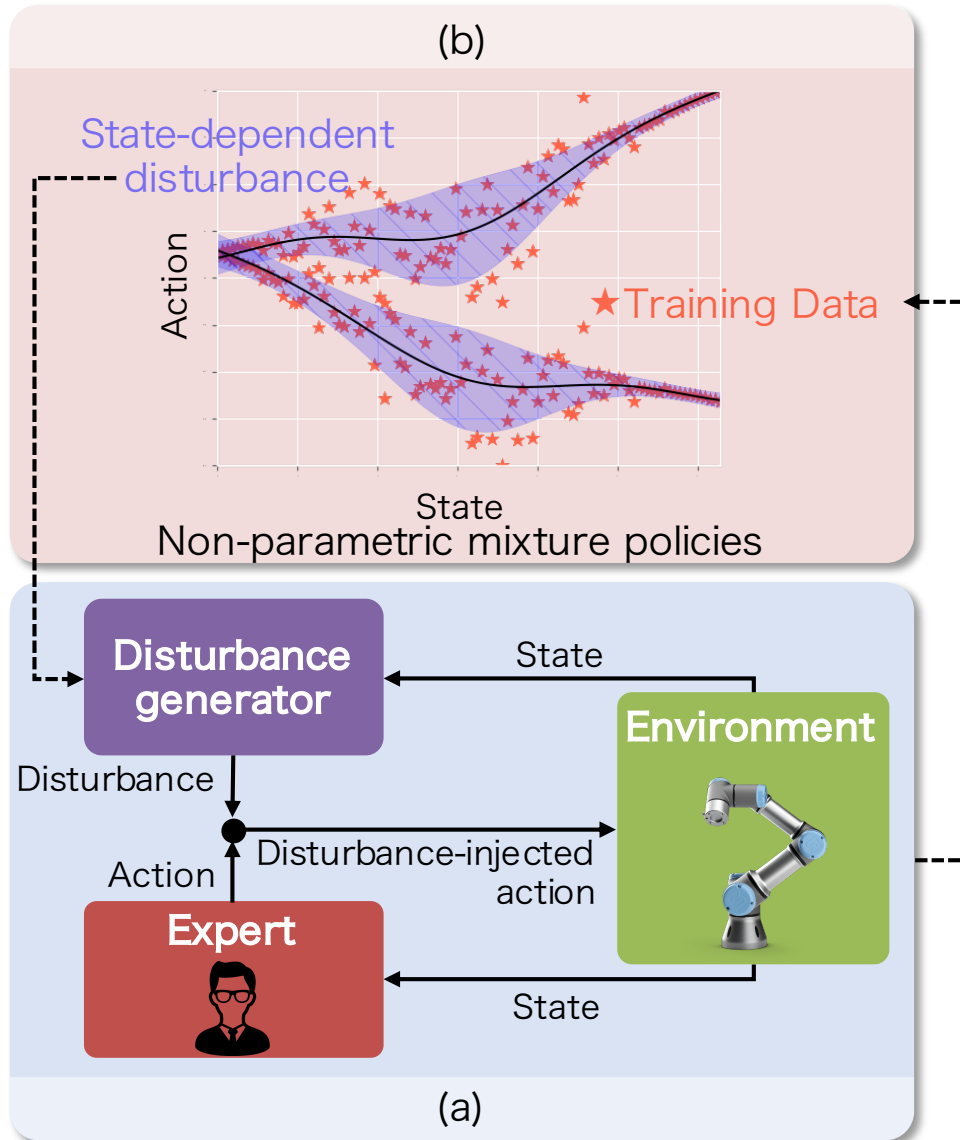 (b)
State-dependent
disturbance
Action
Training Data
State
Non-parametric mixture policies
Disturbance
generator
State
Environment
Disturbance
Disturbance-injected
action
Action
Expert
State
(a)